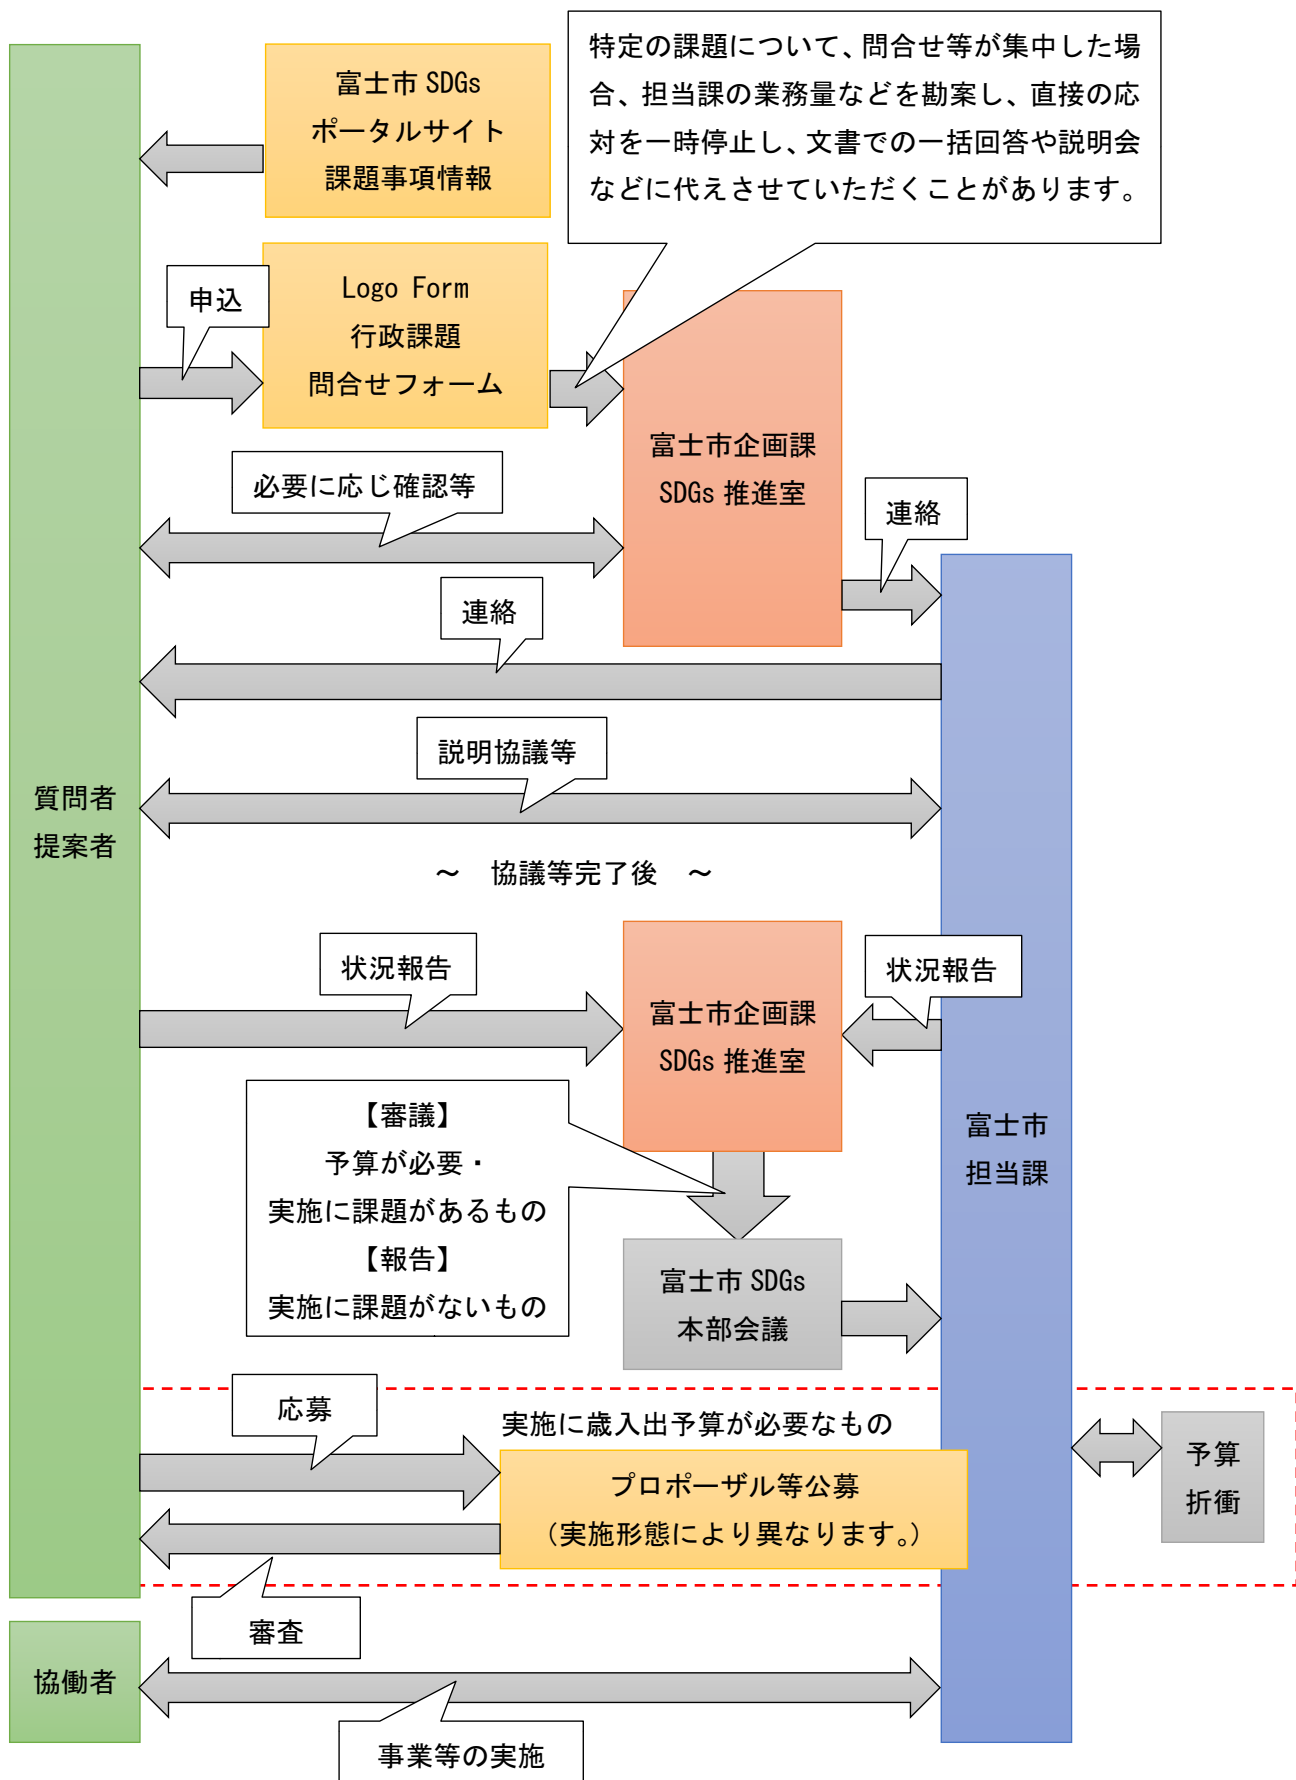 特定の課題について、問合せ等が集中した場
合、担当課の業務量などを勘案し、直接の応
対を一時停止し、文書での一括回答や説明会
などに代えさせていただくことがあります。
富士市 SDGs
ポータルサイト
課題事項情報
申込
Logo Form
行政課題
問合せフォーム
富士市企画課
SDGs 推進室
必要に応じ確認等
連絡
連絡
説明協議等
質問者
提案者
～ 協議等完了後 ～
状況報告
富士市企画課
SDGs 推進室
状況報告
【審議】
予算が必要・
実施に課題があるもの
【報告】
実施に課題がないもの
富士市
担当課
富士市 SDGs
本部会議
応募
実施に歳入出予算が必要なもの
プロポーザル等公募
（実施形態により異なります。）
予算
折衝
審査
協働者
事業等の実施